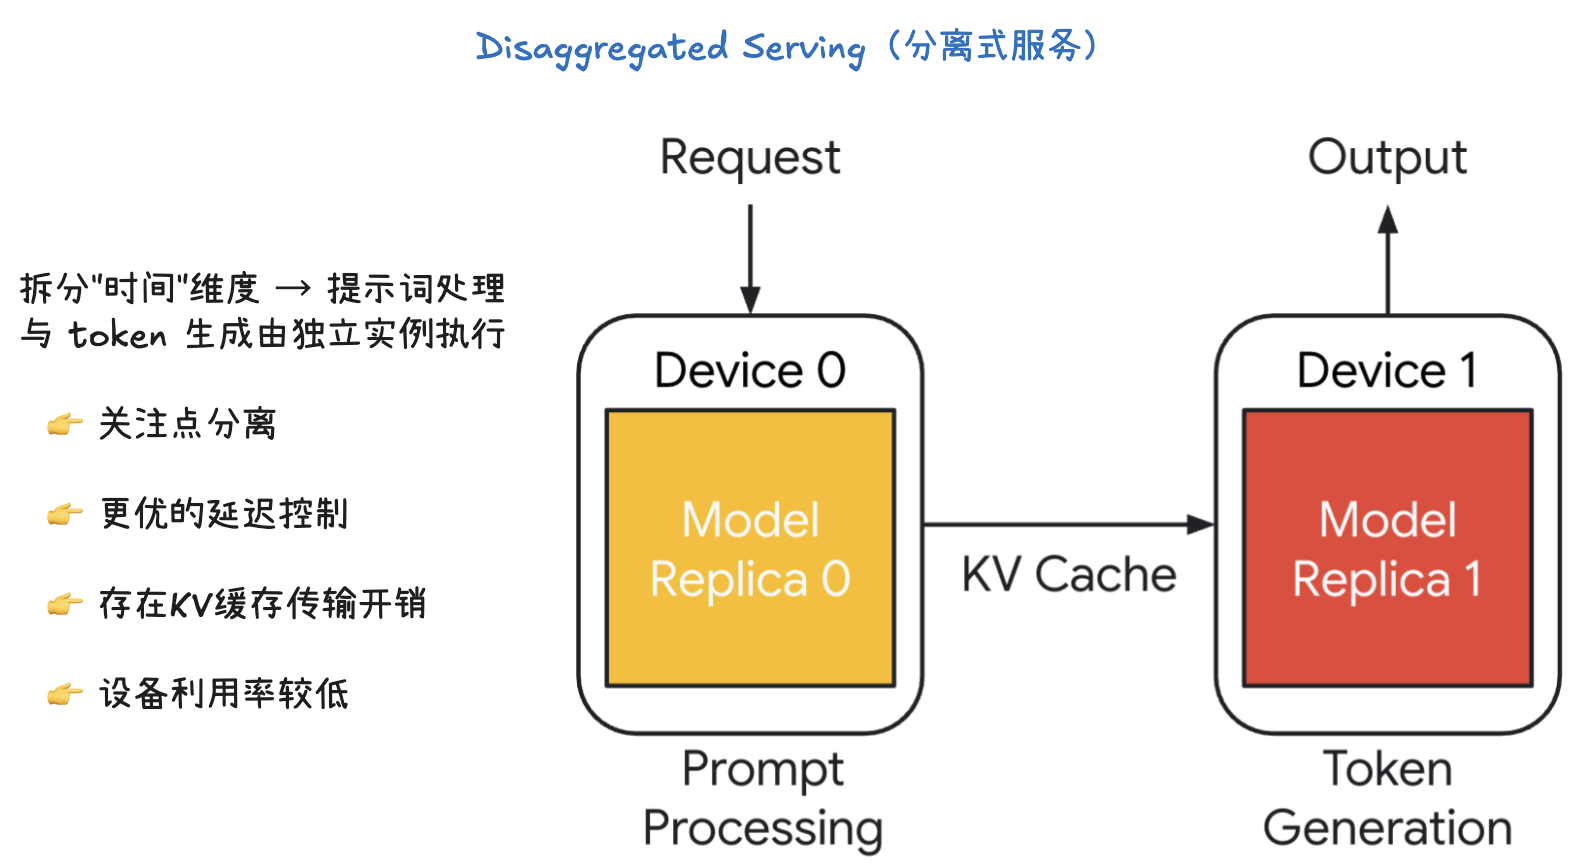 Disaggregated Serving（分离式服务）
拆分"时间"维度 → 提示词处理
与 token 生成由独立实例执行
👉 关注点分离
👉 更优的延迟控制
👉 存在KV缓存传输开销
👉 设备利用率较低
Request
Device 0
Model
Replica 0
Prompt
Processing
KV Cache
Output
Device 1
Model
Replica 1
Token
Generation